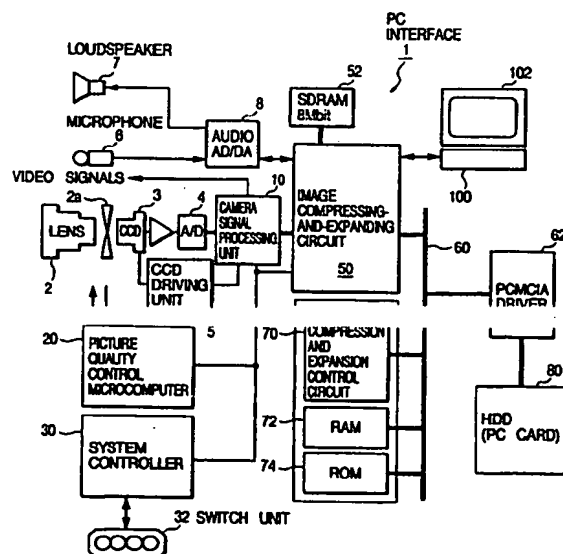 PC
INTERFACE
1
LOUDSPEAKER
7
52
102
SDRAM
8Mbit
8
MICROPHONE
6
AUDIO
AD/DA
VIDEO SIGNALS
2a
3
4
10
LENS
CCD
A/D
CAMERA
SIGNAL
PROCESSING
UNIT
IMAGE
COMPRESSING-
AND-EXPANDING
CIRCUIT
50
100
60
62
2
CCD
DRIVING
UNIT
PCMCIA
DRIVER
5
20
PICTURE
QUALITY
CONTROL
MICROCOMPUTER
70
COMPRESSION
AND
EXPANSION
CONTROL
CIRCUIT
80
30
SYSTEM
CONTROLLER
72
RAM
HDD
(PC CARD)
74
ROM
32 SWITCH UNIT